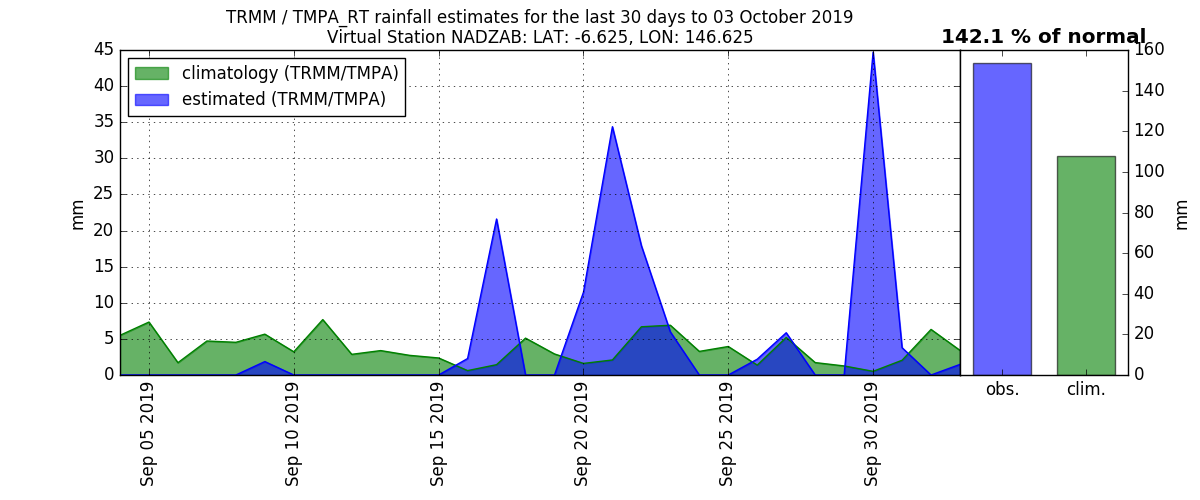 TRMM / TMPA_RT rainfall estimates for the last 30 days to 03 October 2019
Virtual Station NADZAB: LAT: -6.625, LON: 146.625
142.1 % of normal
climatology (TRMM/TMPA)
estimated (TRMM/TMPA)
45
40
35
30
25
20
15
10
5
0
mm
Sep 05 2019
Sep 10 2019
Sep 15 2019
Sep 20 2019
Sep 25 2019
Sep 30 2019
obs.
clim.
160
140
120
100
80
60
40
20
0
mm